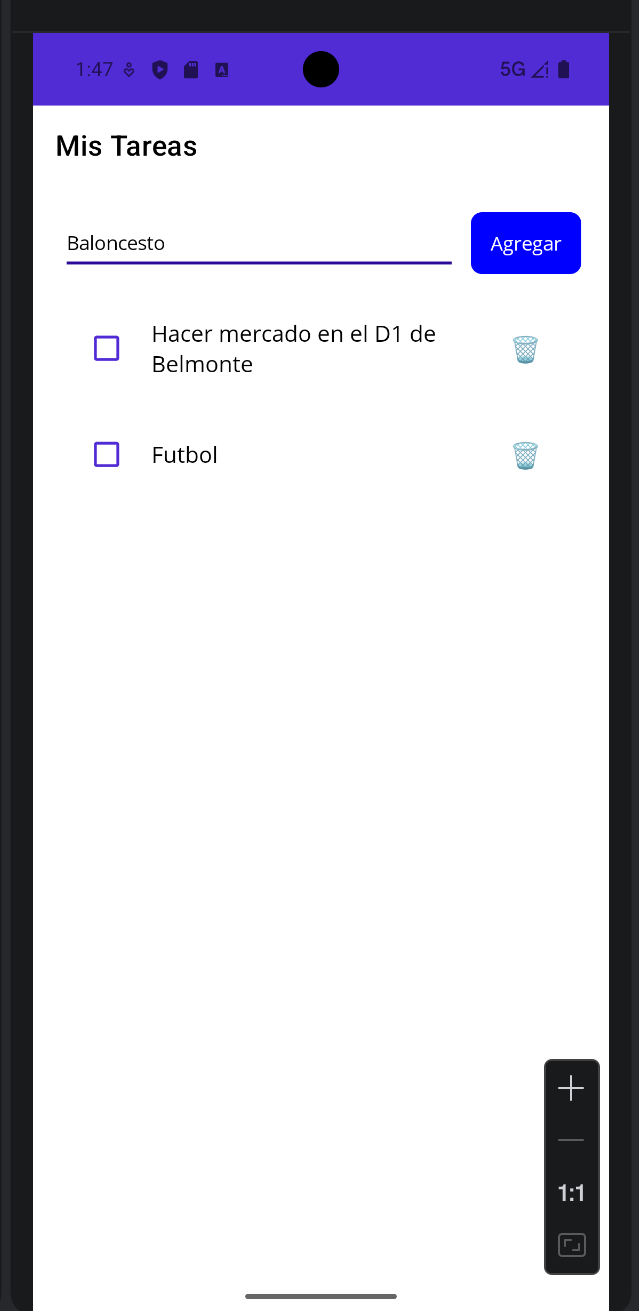 1:47
5G
Mis Tareas
Baloncesto
Agregar
Hacer mercado en el D1 de
Belmonte
Futbol
1:1